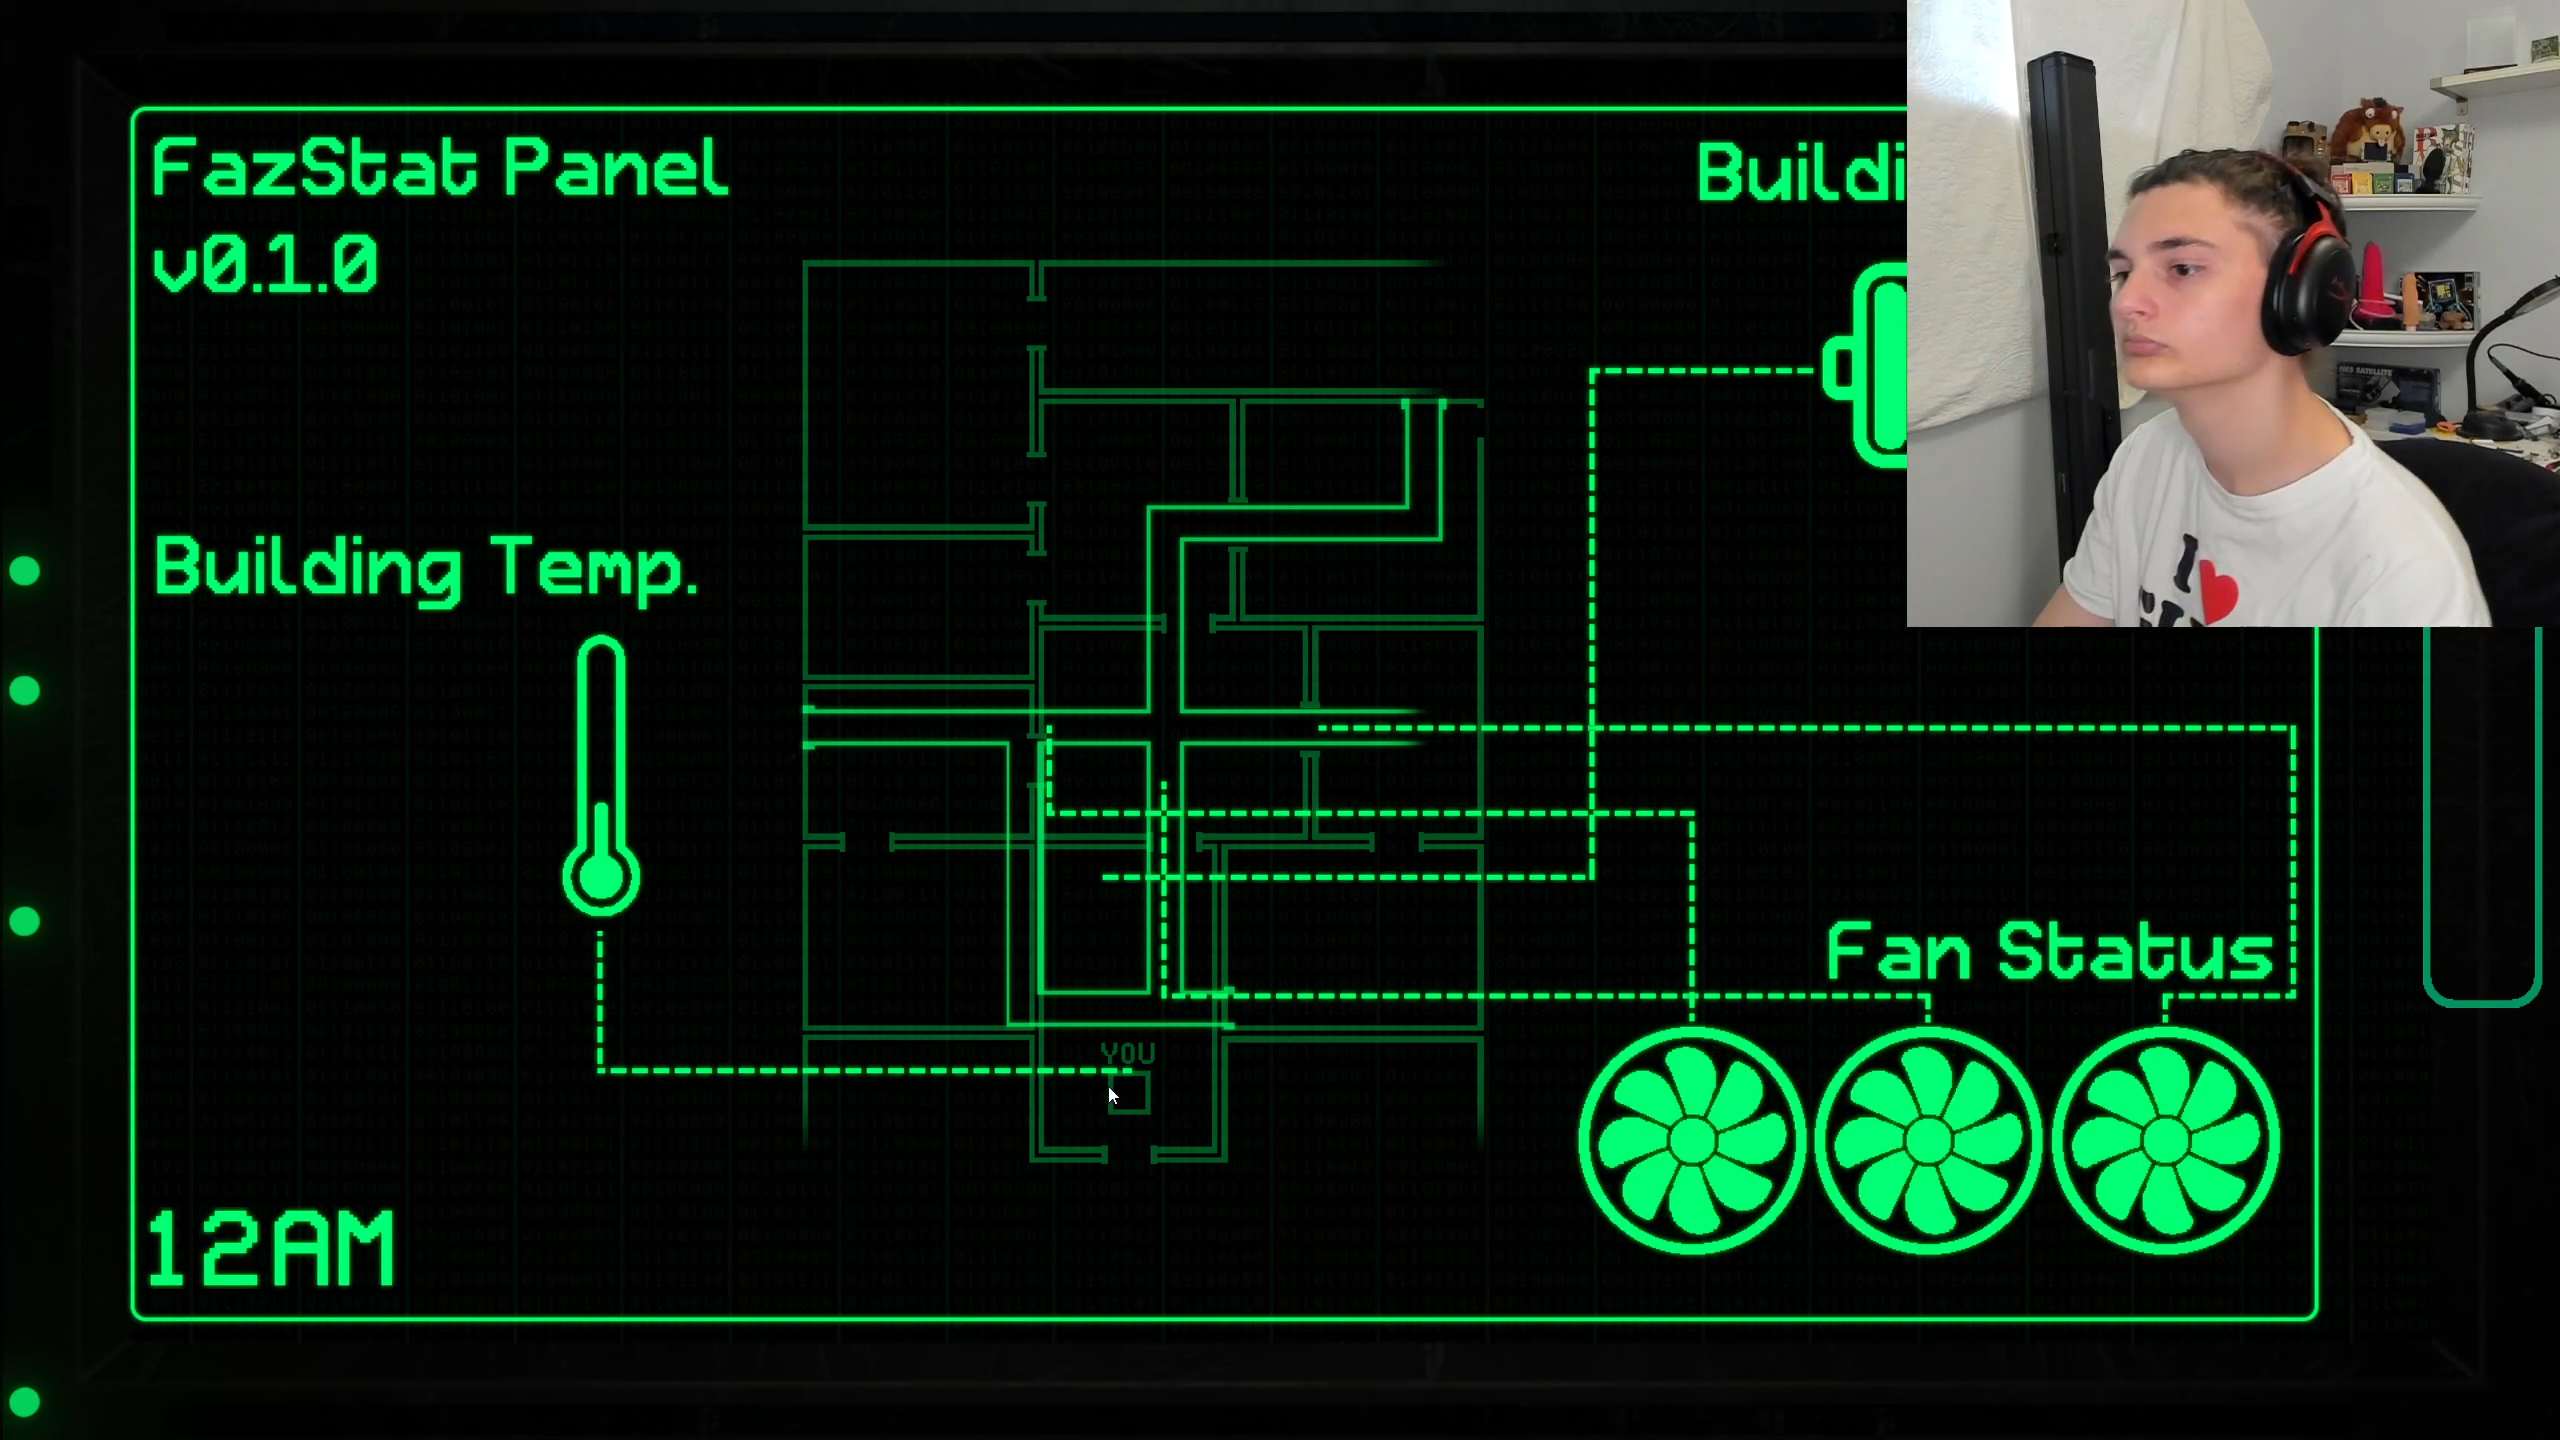 FazStat Panel
v0.1.0
Buildi
Building Temp.
Fan Status
YOU
12AM
I